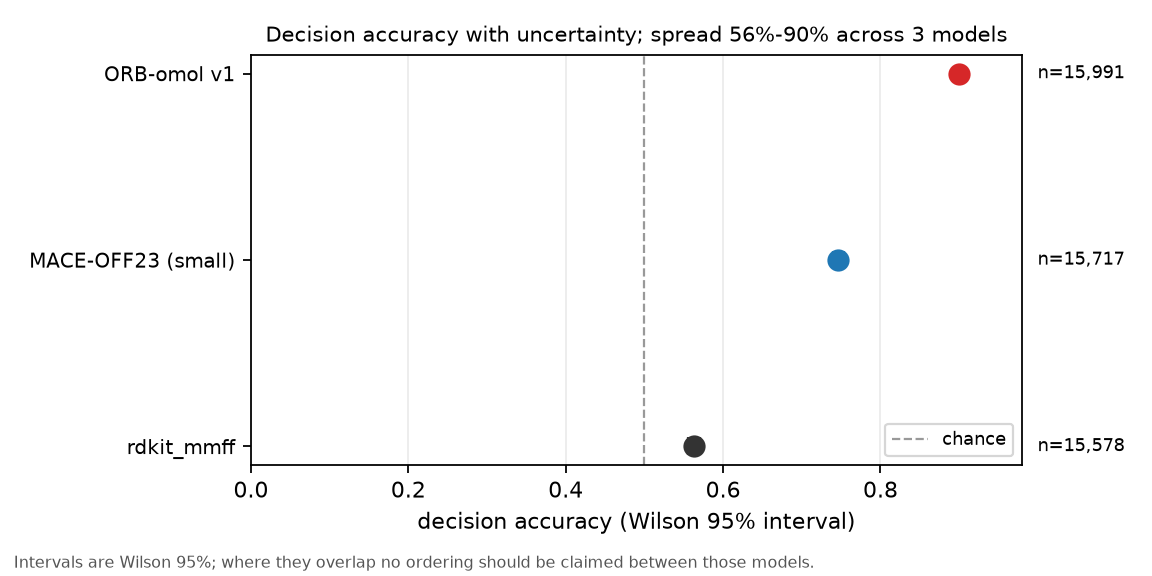 Decision accuracy with uncertainty; spread 56%-90% across 3 models
ORB-omol v1
n=15,991
MACE-OFF23 (small)
n=15,717
rdkit_mmff
chance
n=15,578
0.0 0.2 0.4 0.6 0.8
decision accuracy (Wilson 95% interval)
Intervals are Wilson 95%; where they overlap no ordering should be claimed between those models.